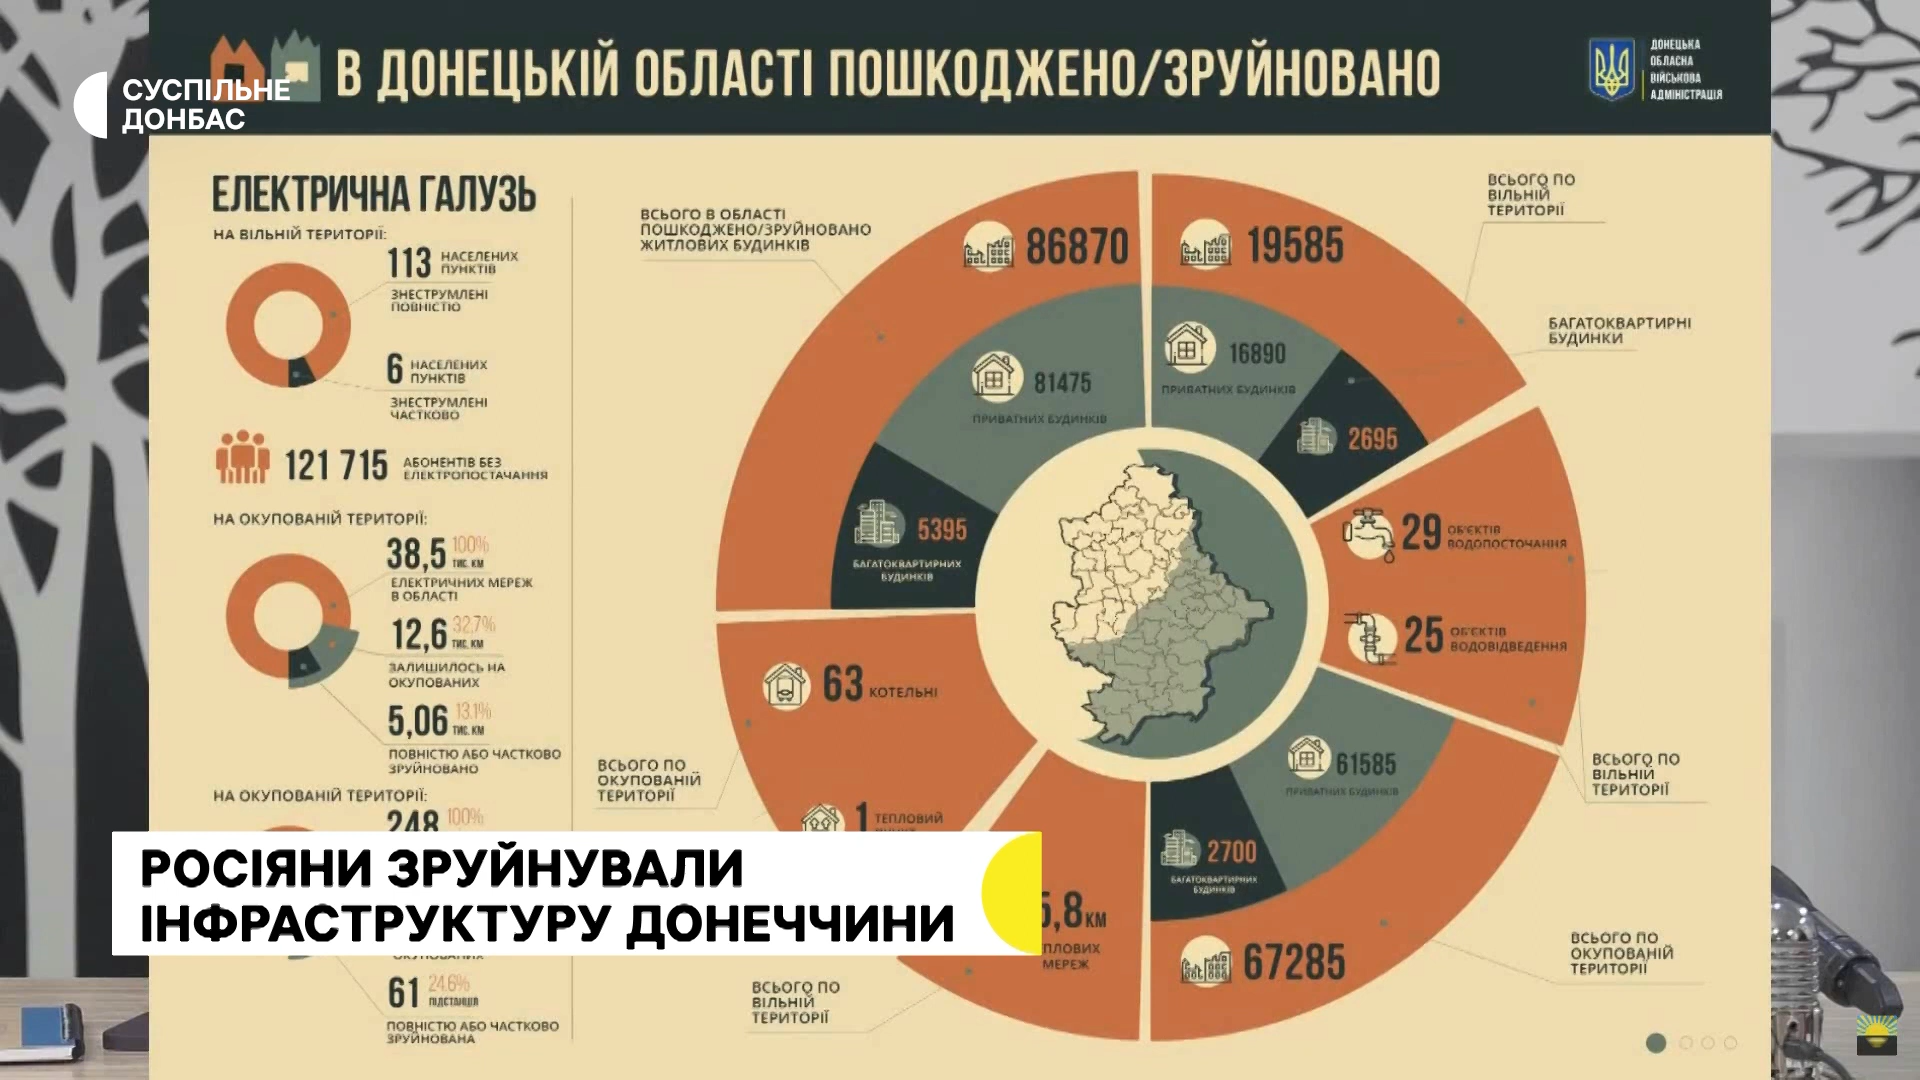 СУСПІЛЬНЕ
ДОНБАС
В ДОНЕЦЬКІЙ ОБЛАСТІ ПОШКОДЖЕНО/ЗРУЙНОВАНО
ДОНЕЦЬКА
ОБЛАСНА
ВІЙСЬКОВА
АДМІНІСТРАЦІЯ
ЕЛЕКТРИЧНА ГАЛУЗЬ
НА ВІЛЬНІЙ ТЕРИТОРІЇ:
113 НАСЕЛЕНИХ
ПУНКТІВ
ЗНЕСТРУМЛЕНІ
ПОВНІСТЮ
6 НАСЕЛЕНИХ
ПУНКТІВ
ЗНЕСТРУМЛЕНІ
ЧАСТКОВО
121 715 АБОНЕНТІВ БЕЗ
ЕЛЕКТРОПОСТАЧАННЯ
НА ОКУПОВАНІЙ ТЕРИТОРІЇ:
38,5 100%
ТИС. КМ
ЕЛЕКТРИЧНИХ МЕРЕЖ
В ОБЛАСТІ
12,6 32,7%
ТИС. КМ
ЗАЛИШИЛОСЬ НА
ОКУПОВАНИХ
5,06 13.1%
ТИС. КМ
ПОВНІСТЮ АБО ЧАСТКОВО
ЗРУЙНОВАНО
НА ОКУПОВАНІЙ ТЕРИТОРІЇ:
248 100%
61 24.6%
ПІДСТАНЦІЯ
ПОВНІСТЮ АБО ЧАСТКОВО
ЗРУЙНОВАНА
ВСЬОГО В ОБЛАСТІ
ПОШКОДЖЕНО/ЗРУЙНОВАНО
ЖИТЛОВИХ БУДИНКІВ
86870
81475
ПРИВАТНИХ БУДИНКІВ
5395
БАГАТОКВАРТИРНИХ
БУДИНКІВ
ВСЬОГО ПО
ВІЛЬНІЙ
ТЕРИТОРІЇ
19585
БАГАТОКВАРТИРНІ
БУДИНКИ
16890
ПРИВАТНИХ БУДИНКІВ
2695
29 ОБ'ЄКТІВ
ВОДОПОСТОЧАННЯ
25 ОБ'ЄКТІВ
ВОДОВІДВЕДЕННЯ
ВСЬОГО ПО
ВІЛЬНІЙ
ТЕРИТОРІЇ
61585
ПРИВАТНИХ БУДИНКІВ
2700
БАГАТОКВАРТИРНИХ
БУДИНКІВ
67285
ВСЬОГО ПО
ОКУПОВАНІЙ
ТЕРИТОРІЇ
63 КОТЕЛЬНІ
ВСЬОГО ПО
ОКУПОВАНІЙ
ТЕРИТОРІЇ
1 ТЕПЛОВИЙ
5,8 КМ
МЕРЕЖ
ВСЬОГО ПО
ВІЛЬНІЙ
ТЕРИТОРІЇ
РОСІЯНИ ЗРУЙНУВАЛИ
ІНФРАСТРУКТУРУ ДОНЕЧЧИНИ